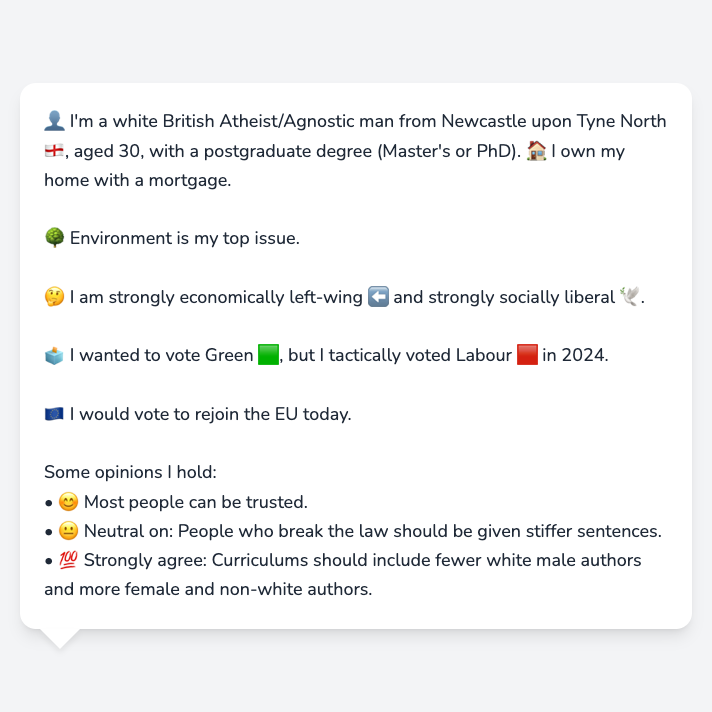 👤 I'm a white British Atheist/Agnostic man from Newcastle upon Tyne North
🏴󠁧󠁢󠁥󠁮󠁧󠁿, aged 30, with a postgraduate degree (Master's or PhD). 🏠 I own my
home with a mortgage.
🌳 Environment is my top issue.
🤔 I am strongly economically left-wing ⬅️ and strongly socially liberal 🕊️.
🗳️ I wanted to vote Green 🟩, but I tactically voted Labour 🟥 in 2024.
🇪🇺 I would vote to rejoin the EU today.
Some opinions I hold:
• 😊 Most people can be trusted.
• 😐 Neutral on: People who break the law should be given stiffer sentences.
• 💯 Strongly agree: Curriculums should include fewer white male authors
and more female and non-white authors.